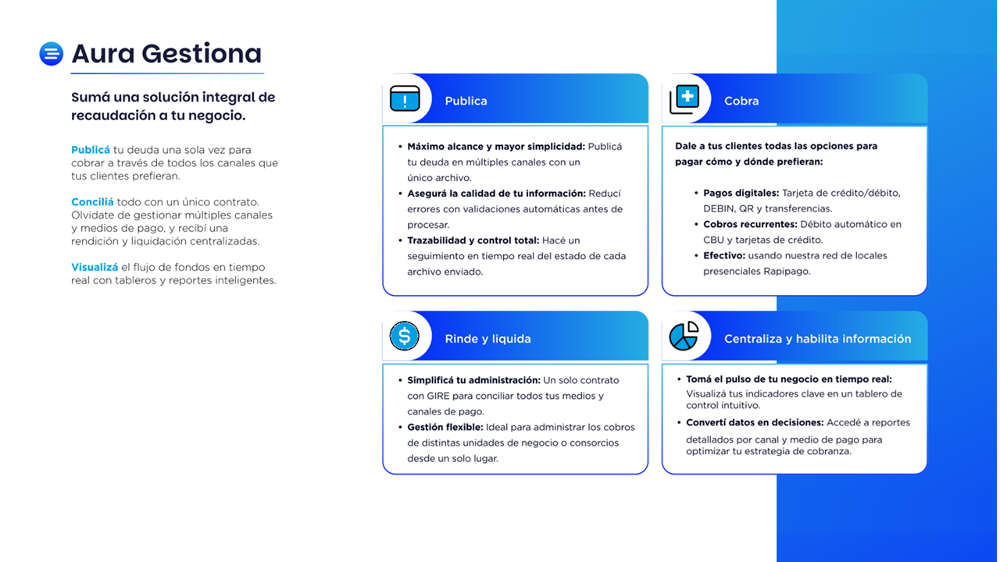 Aura Gestiona
Sumá una solución integral de
recaudación a tu negocio.
Publicá tu deuda una sola vez para
cobrar a través de todos los canales que
tus clientes prefieran.
Conciliá todo con un único contrato.
Olvidate de gestionar múltiples canales
y medios de pago, y recibí una
rendición y liquidación centralizadas.
Visualizá el flujo de fondos en tiempo
real con tableros y reportes inteligentes.
Publica
• Máximo alcance y mayor simplicidad: Publicá
tu deuda en múltiples canales con un
único archivo.
• Asegurá la calidad de tu información: Reducí
errores con validaciones automáticas antes de
procesar.
• Trazabilidad y control total: Hacé un
seguimiento en tiempo real del estado de cada
archivo enviado.
Cobra
Dale a tus clientes todas las opciones para
pagar cómo y dónde prefieran:
• Pagos digitales: Tarjeta de crédito/débito,
DEBIN, QR y transferencias.
• Cobros recurrentes: Débito automático en
CBU y tarjetas de crédito.
• Efectivo: usando nuestra red de locales
presenciales Rapipago.
Rinde y liquida
• Simplificá tu administración: Un solo contrato
con GIRE para conciliar todos tus medios y
canales de pago.
• Gestión flexible: Ideal para administrar los cobros
de distintas unidades de negocio o consorcios
desde un solo lugar.
Centraliza y habilita información
• Tomá el pulso de tu negocio en tiempo real:
Visualizá tus indicadores clave en un tablero de
control intuitivo.
• Convertí datos en decisiones: Accedé a reportes
detallados por canal y medio de pago para
optimizar tu estrategia de cobranza.